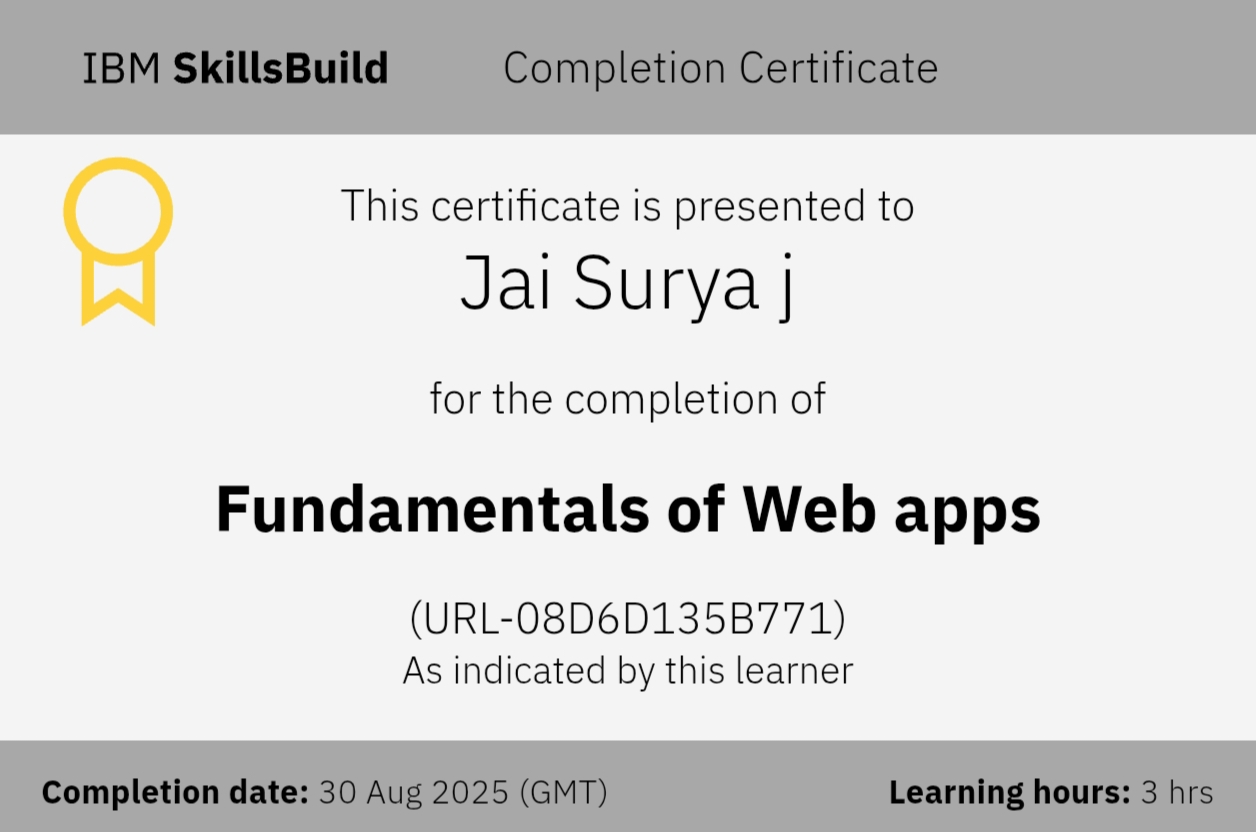 IBM SkillsBuild Completion Certificate
This certificate is presented to
Jai Surya j
for the completion of
Fundamentals of Web apps
(URL-08D6D135B771)
As indicated by this learner
Completion date: 30 Aug 2025 (GMT) Learning hours: 3 hrs